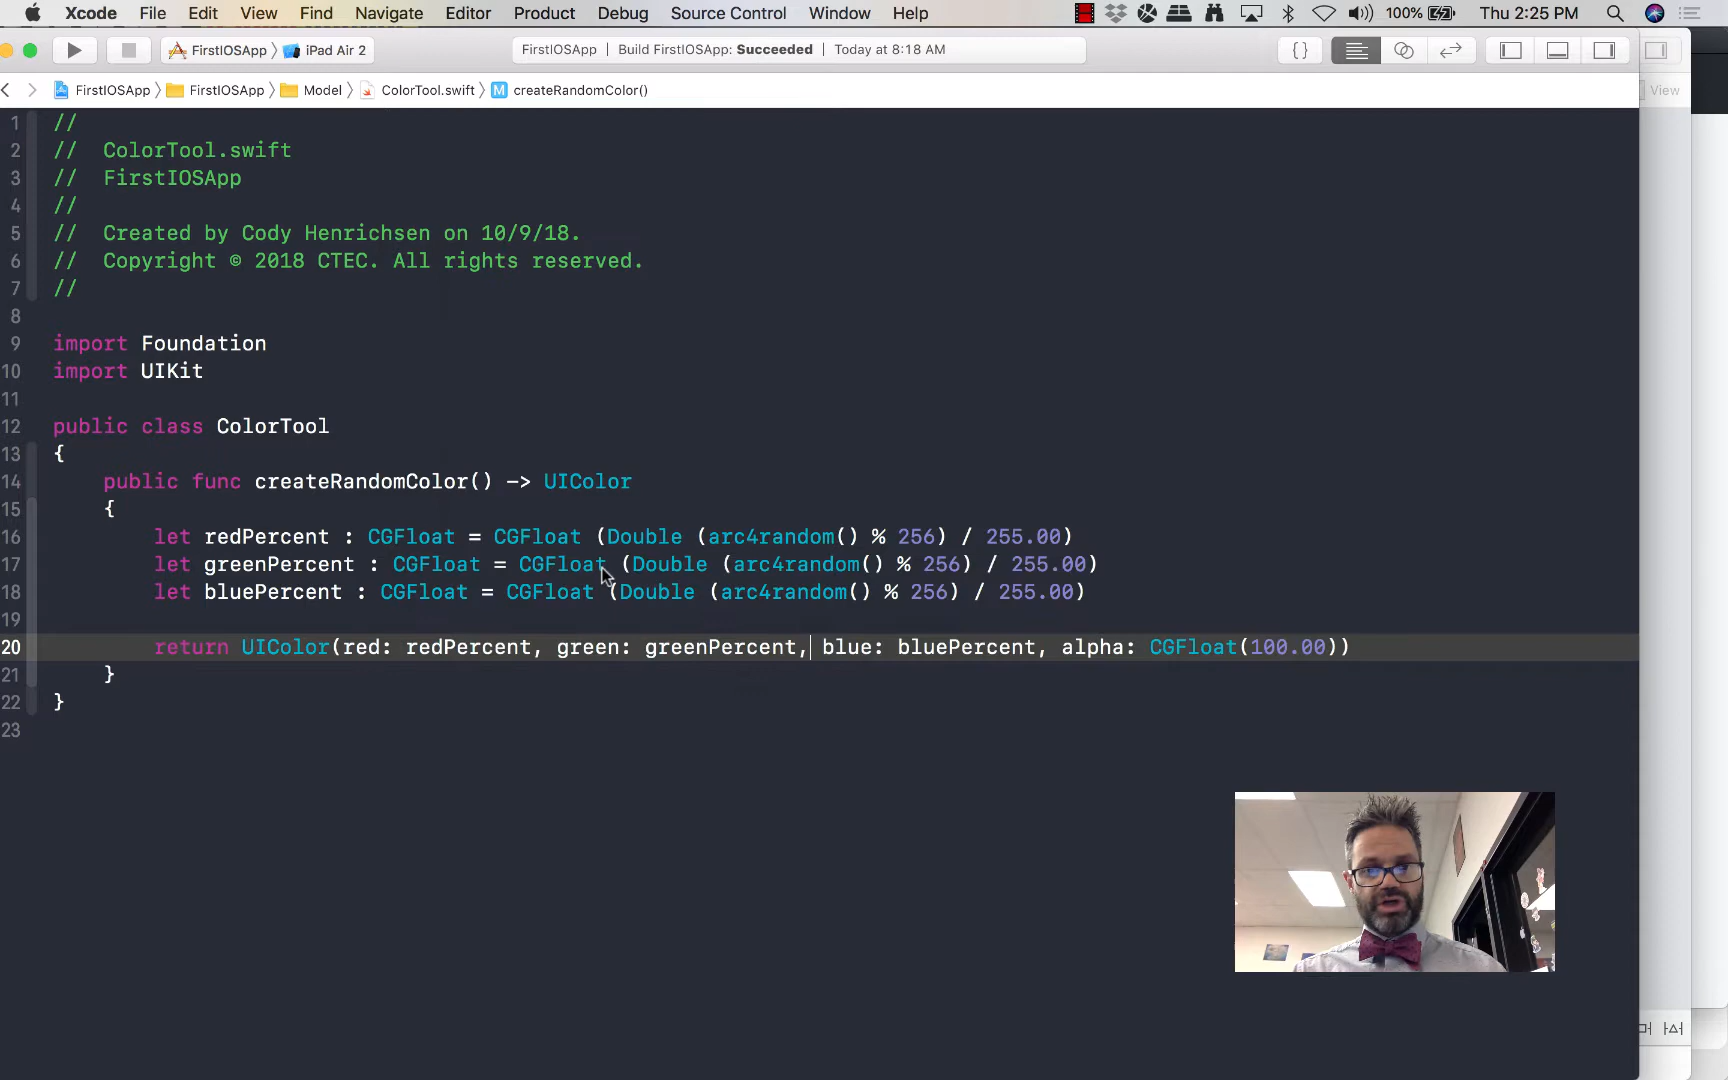 Xcode File Edit View Find Navigate Editor Product Debug Source Control Window Help 100% Thu 2:25 PM
FirstIOSApp iPad Air 2 FirstIOSApp | Build FirstIOSApp: Succeeded | Today at 8:18 AM { }
FirstIOSApp FirstIOSApp Model ColorTool.swift M createRandomColor() View
1 //
2 // ColorTool.swift
3 // FirstIOSApp
4 //
5 // Created by Cody Henrichsen on 10/9/18.
6 // Copyright © 2018 CTEC. All rights reserved.
7 //
8
9 import Foundation
10 import UIKit
11
12 public class ColorTool
13 {
14 public func createRandomColor() -> UIColor
15 {
16 let redPercent : CGFloat = CGFloat (Double (arc4random() % 256) / 255.00)
17 let greenPercent : CGFloat = CGFloat (Double (arc4random() % 256) / 255.00)
18 let bluePercent : CGFloat = CGFloat (Double (arc4random() % 256) / 255.00)
19
20 return UIColor(red: redPercent, green: greenPercent, blue: bluePercent, alpha: CGFloat(100.00))
21 }
22 }
23